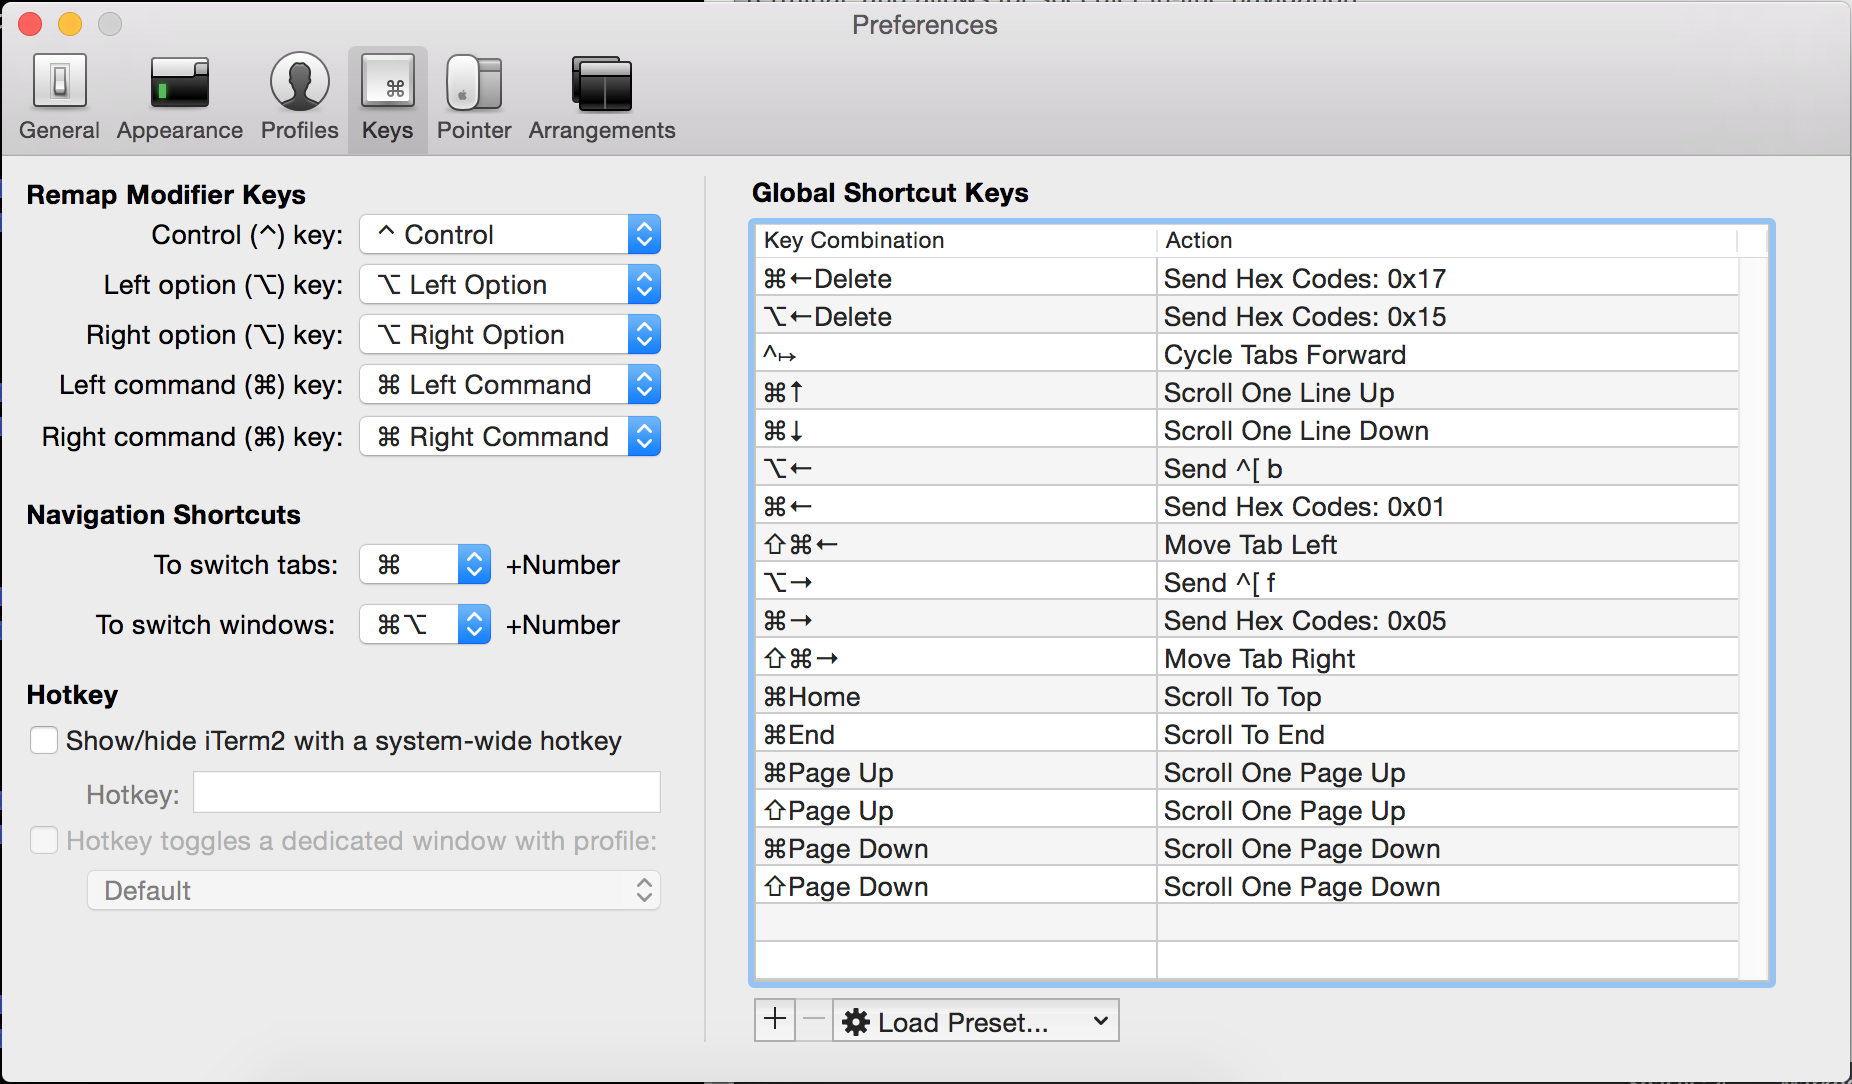 Preferences
General Appearance Profiles Keys Pointer Arrangements
Remap Modifier Keys
Control (^) key: ^ Control
Left option (⌥) key: ⌥ Left Option
Right option (⌥) key: ⌥ Right Option
Left command (⌘) key: ⌘ Left Command
Right command (⌘) key: ⌘ Right Command
Navigation Shortcuts
To switch tabs: ⌘ +Number
To switch windows: ⌘⌥ +Number
Hotkey
Show/hide iTerm2 with a system-wide hotkey
Hotkey:
Hotkey toggles a dedicated window with profile:
Default
Global Shortcut Keys
Key Combination Action
⌘←Delete Send Hex Codes: 0x17
⌥←Delete Send Hex Codes: 0x15
^↦ Cycle Tabs Forward
⌘↑ Scroll One Line Up
⌘↓ Scroll One Line Down
⌥← Send ^[ b
⌘← Send Hex Codes: 0x01
⇧⌘← Move Tab Left
⌥→ Send ^[ f
⌘→ Send Hex Codes: 0x05
⇧⌘→ Move Tab Right
⌘Home Scroll To Top
⌘End Scroll To End
⌘Page Up Scroll One Page Up
⇧Page Up Scroll One Page Up
⌘Page Down Scroll One Page Down
⇧Page Down Scroll One Page Down
+ − Load Preset...